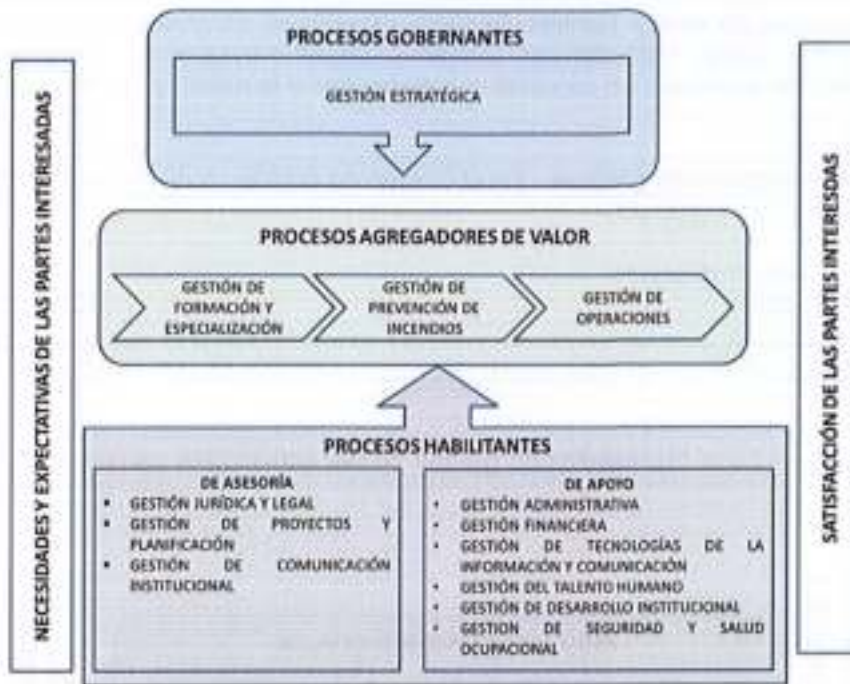 PROCESOS GOBERNANTES
GESTIÓN ESTRATÉGICA
NECESIDADES Y EXPECTATIVAS DE LAS PARTES INTERESADAS
PROCESOS AGREGADORES DE VALOR
GESTIÓN DE
FORMACIÓN Y
ESPECIALIZACIÓN
GESTIÓN DE
PREVENCIÓN DE
INCENDIOS
GESTIÓN DE
OPERACIONES
PROCESOS HABILITANTES
DE ASESORÍA
▪ GESTIÓN JURÍDICA Y LEGAL
▪ GESTIÓN DE PROYECTOS Y
PLANIFICACIÓN
▪ GESTIÓN DE COMUNICACIÓN
INSTITUCIONAL
DE APOYO
• GESTIÓN ADMINISTRATIVA
• GESTIÓN FINANCIERA
• GESTIÓN DE TECNOLOGÍAS DE LA
INFORMACIÓN Y COMUNICACIÓN
• GESTIÓN DEL TALENTO HUMANO
• GESTIÓN DE DESARROLLO INSTITUCIONAL
• GESTION DE SEGURIDAD Y SALUD
OCUPACIONAL
SATISFACCIÓN DE LAS PARTES INTERESDAS